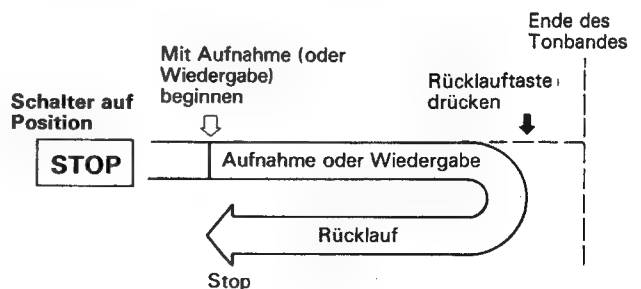 Ende des
Tonbandes
Mit Aufnahme (oder
Wiedergabe)
beginnen
Rücklauftaste
drücken
Schalter auf
Position
STOP
Aufnahme oder Wiedergabe
Rücklauf
Stop